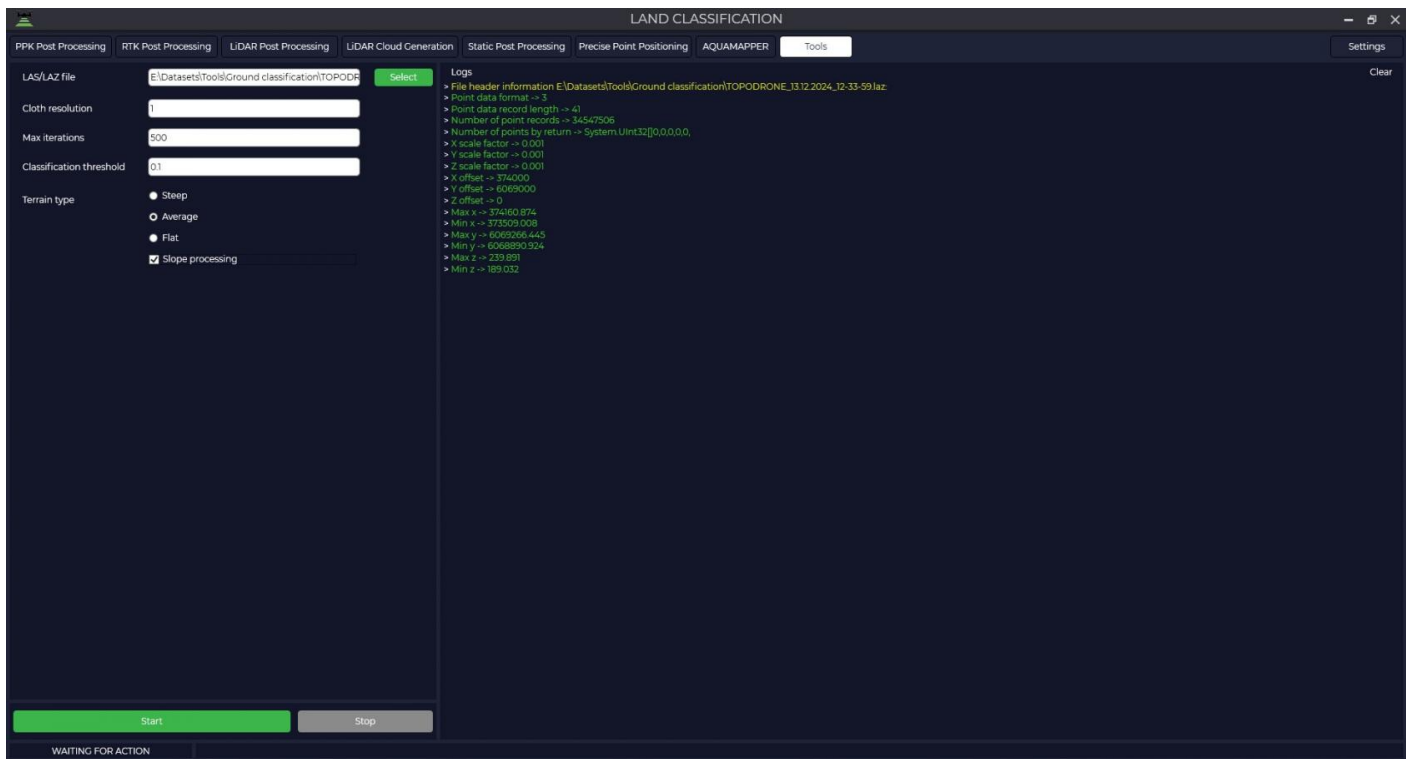 LAND CLASSIFICATION
PPK Post Processing RTK Post Processing LiDAR Post Processing LiDAR Cloud Generation Static Post Processing Precise Point Positioning AQUAMAPPER Tools Settings
LAS/LAZ file E:\Datasets\Tools\Ground classification\TOPODR Select
Cloth resolution 1
Max iterations 500
Classification threshold 0.1
Terrain type
Steep
Average
Flat
Slope processing
Logs Clear
> File header information E:\Datasets\Tools\Ground classification\TOPODRONE_13.12.2024_12-33-59.laz:
> Point data format -> 3
> Point data record length -> 41
> Number of point records -> 34547506
> Number of points by return -> System.UInt32[]0,0,0,0,0,
> X scale factor -> 0.001
> Y scale factor -> 0.001
> Z scale factor -> 0.001
> X offset -> 374000
> Y offset -> 6069000
> Z offset -> 0
> Max x -> 374160.874
> Min x -> 373509.008
> Max y -> 6069266.445
> Min y -> 6068890.924
> Max z -> 239.891
> Min z -> 189.032
Start Stop
WAITING FOR ACTION